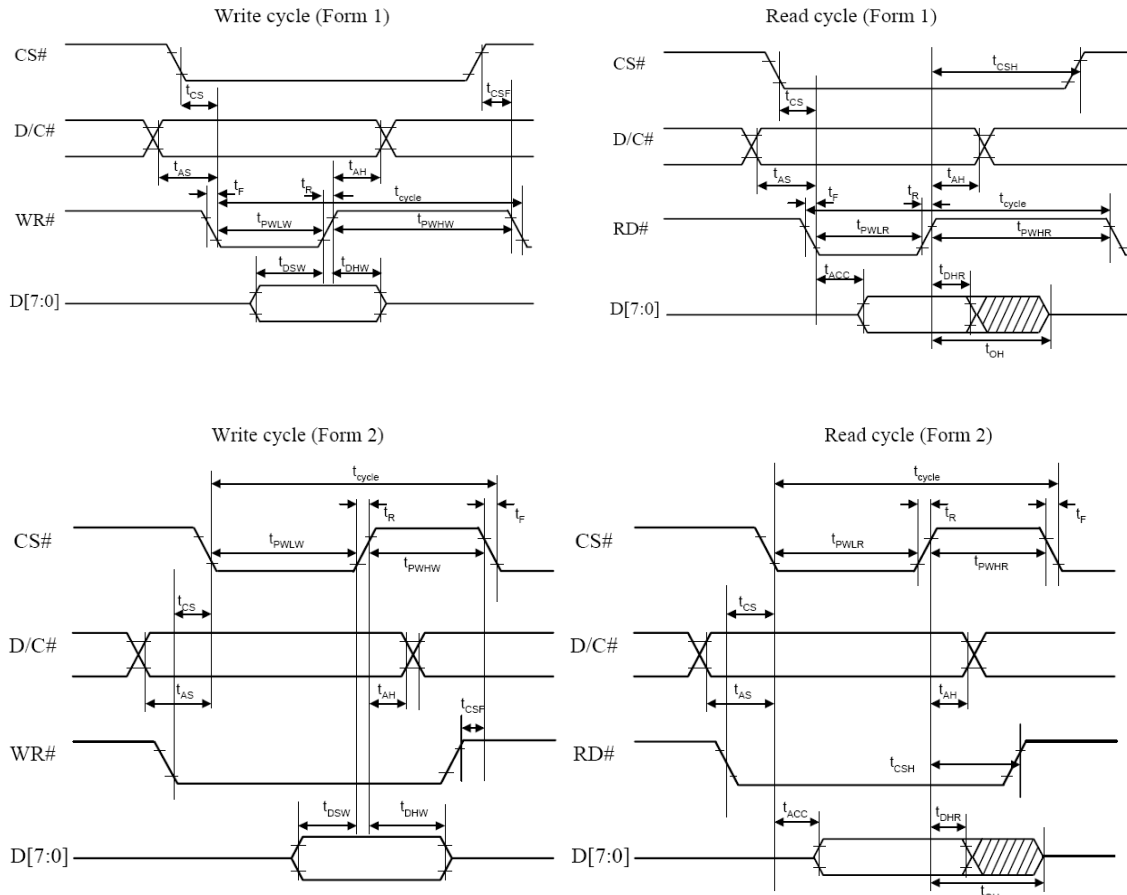 Write cycle (Form 1)
CS#
tCS
tCSF
D/C#
tAS
tAH
tF
tR
tcycle
WR#
tPWLW
tPWHW
tDSW
tDHW
D[7:0]
Read cycle (Form 1)
CS#
tCSH
tCS
D/C#
tAS
tAH
tF
tR
tcycle
RD#
tPWLR
tPWHR
tACC
tDHR
D[7:0]
tOH
Write cycle (Form 2)
tcycle
tR
tF
CS#
tPWLW
tPWHW
tCS
D/C#
tAS
tAH
tCSF
WR#
tDSW
tDHW
D[7:0]
Read cycle (Form 2)
tcycle
tR
tF
CS#
tPWLR
tPWHR
tCS
D/C#
tAS
tAH
RD#
tCSH
tACC
tDHR
D[7:0]
tOH